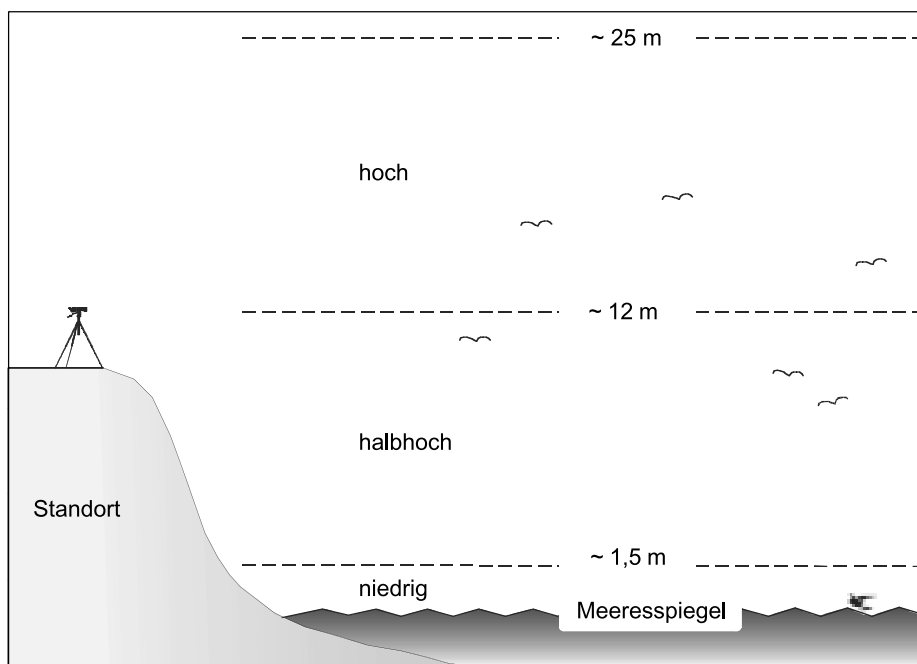 ~ 25 m
hoch
~ 12 m
halbhoch
Standort
~ 1,5 m
niedrig
Meeresspiegel